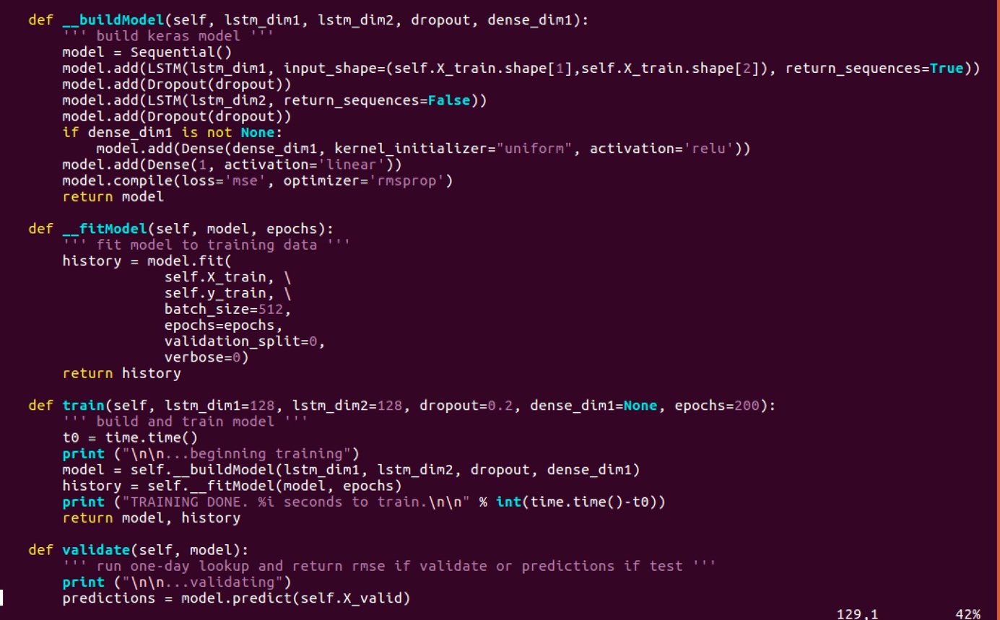 def __buildModel(self, lstm_dim1, lstm_dim2, dropout, dense_dim1):
    ''' build keras model '''
    model = Sequential()
    model.add(LSTM(lstm_dim1, input_shape=(self.X_train.shape[1],self.X_train.shape[2]), return_sequences=True))
    model.add(Dropout(dropout))
    model.add(LSTM(lstm_dim2, return_sequences=False))
    model.add(Dropout(dropout))
    if dense_dim1 is not None:
        model.add(Dense(dense_dim1, kernel_initializer="uniform", activation='relu'))
    model.add(Dense(1, activation='linear'))
    model.compile(loss='mse', optimizer='rmsprop')
    return model

def __fitModel(self, model, epochs):
    ''' fit model to training data '''
    history = model.fit(
                self.X_train, \
                self.y_train, \
                batch_size=512,
                epochs=epochs,
                validation_split=0,
                verbose=0)
    return history

def train(self, lstm_dim1=128, lstm_dim2=128, dropout=0.2, dense_dim1=None, epochs=200):
    ''' build and train model '''
    t0 = time.time()
    print ("\n\n...beginning training")
    model = self.__buildModel(lstm_dim1, lstm_dim2, dropout, dense_dim1)
    history = self.__fitModel(model, epochs)
    print ("TRAINING DONE. %i seconds to train.\n\n" % int(time.time()-t0))
    return model, history

def validate(self, model):
    ''' run one-day lookup and return rmse if validate or predictions if test '''
    print ("\n\n...validating")
    predictions = model.predict(self.X_valid)
129,1 42%